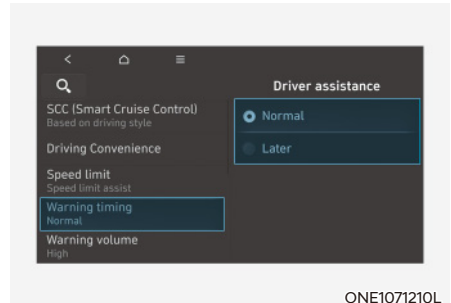 Driver assistance
SCC (Smart Cruise Control)
Based on driving style
Driving Convenience
Speed limit
Speed limit assist
Warning timing
Normal
Warning volume
High
Normal
Later
ONE1071210L